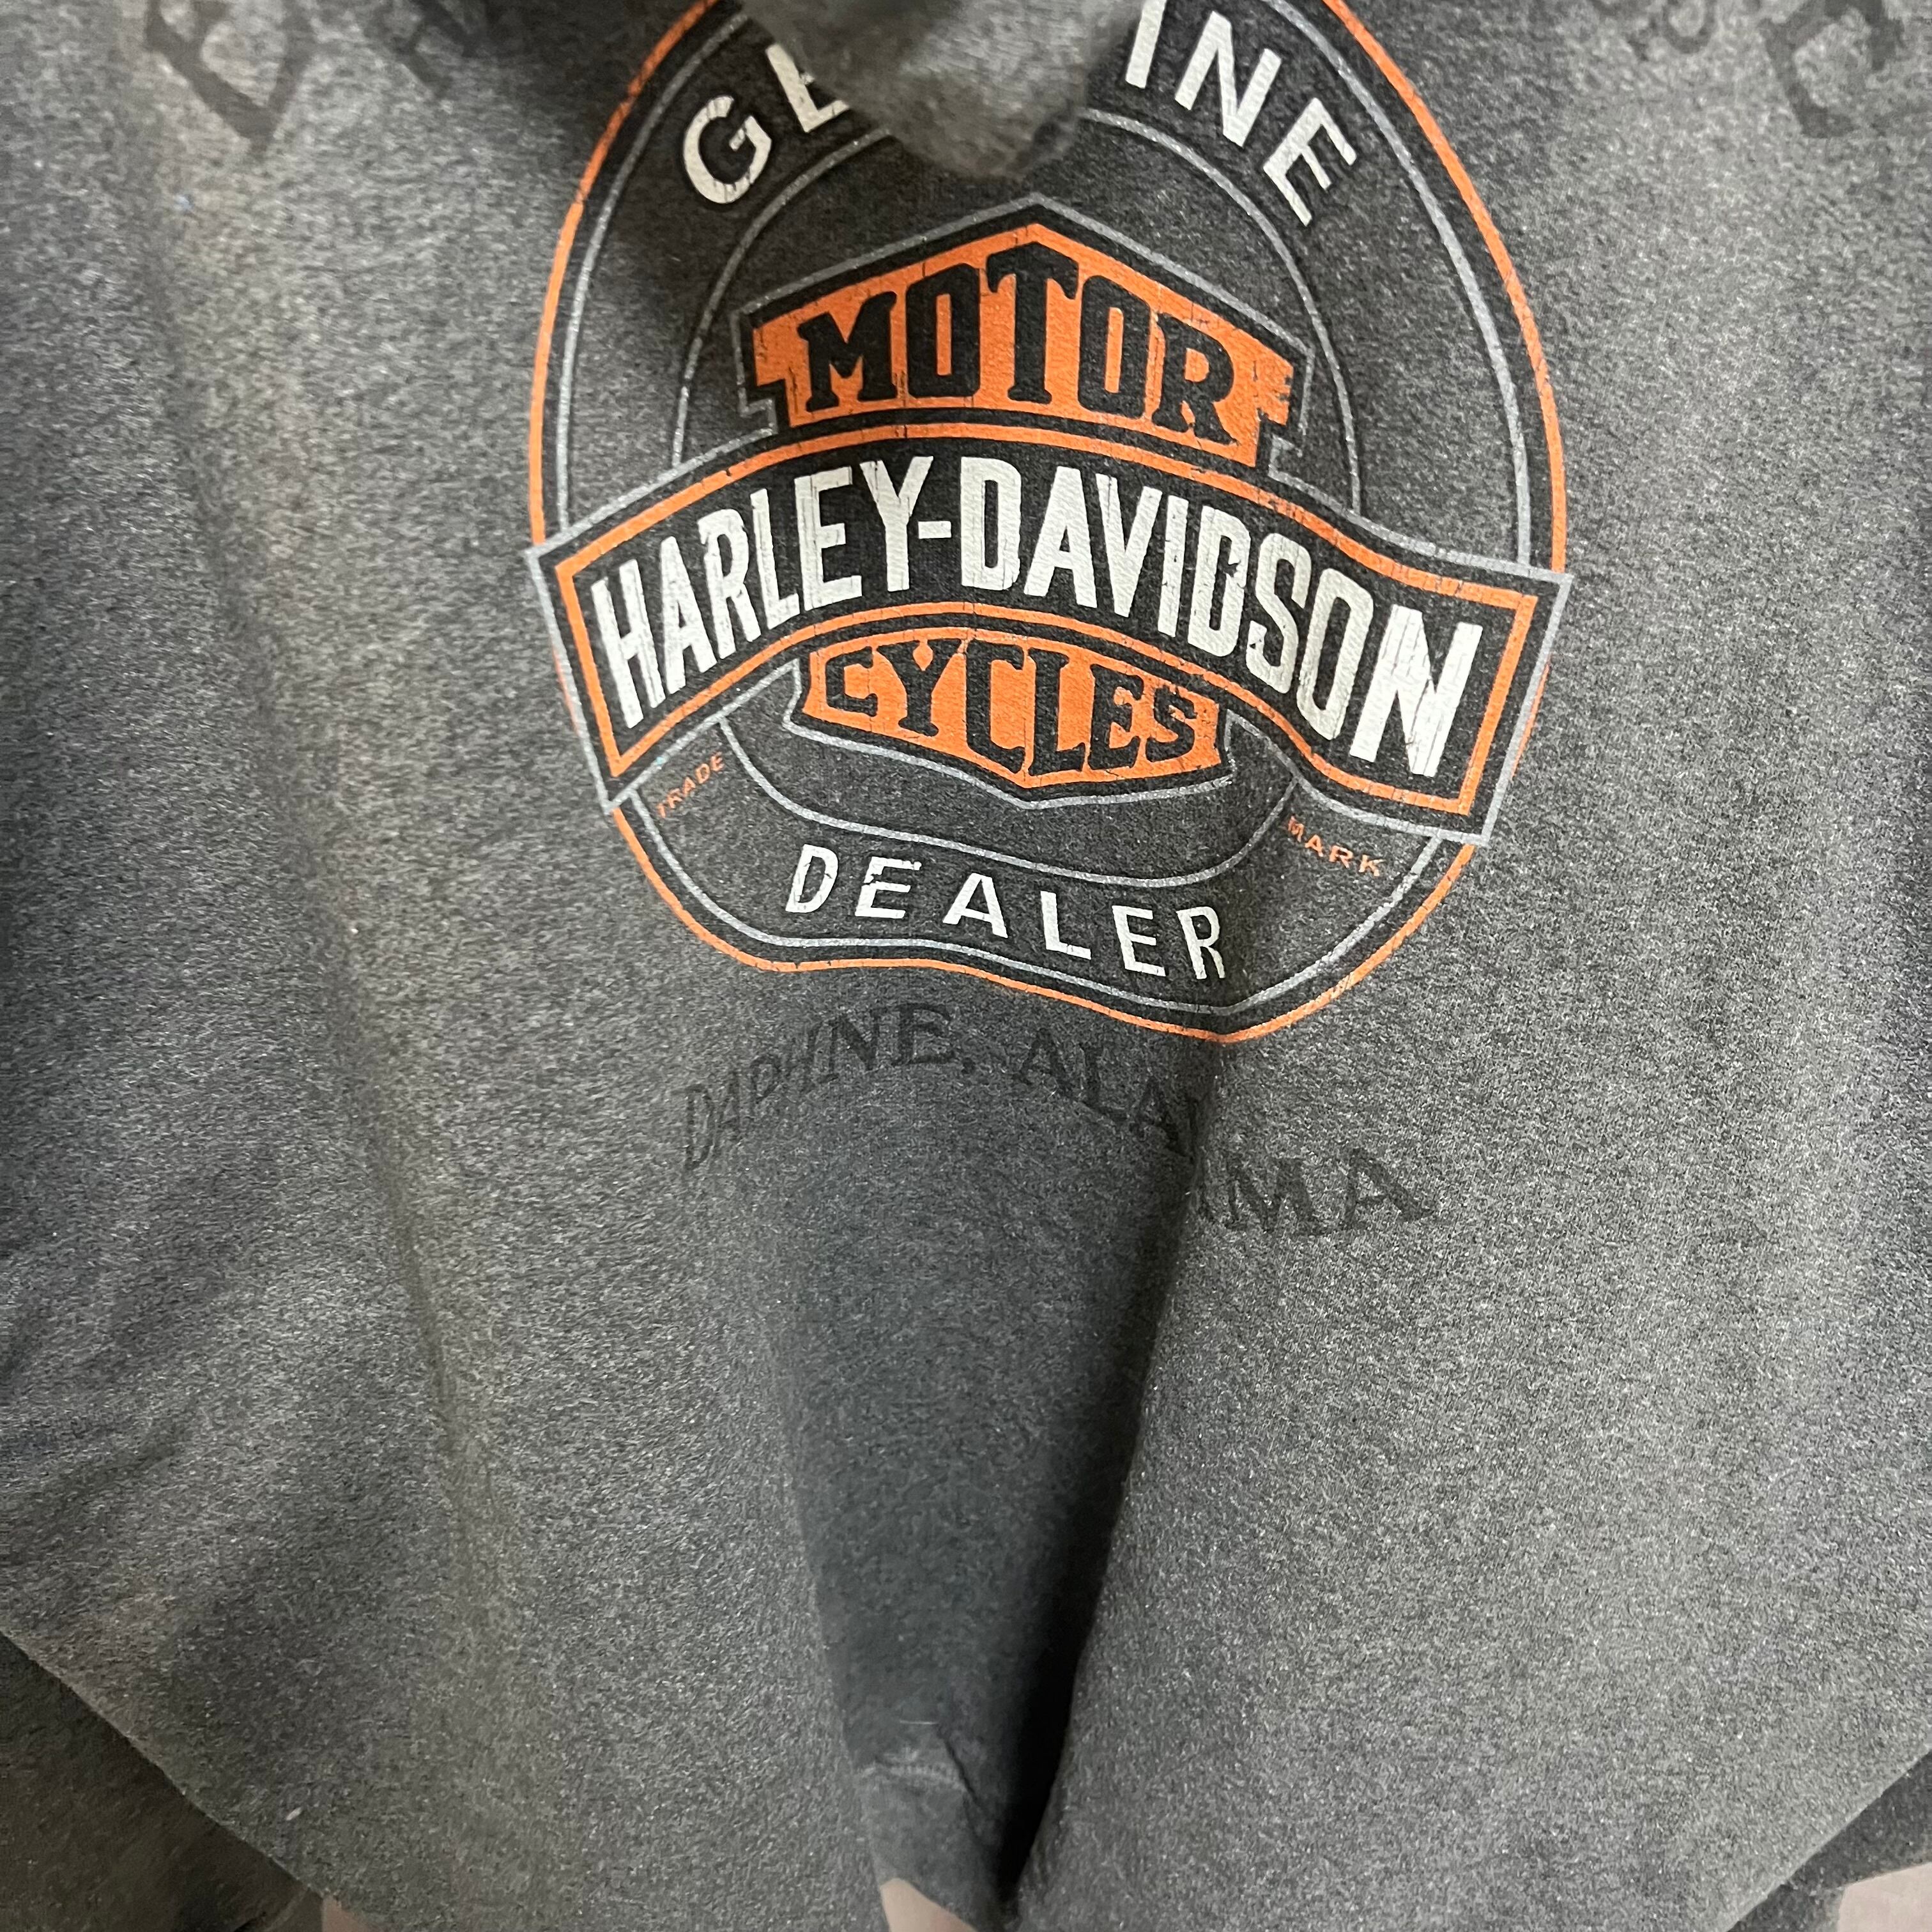 GENUINE
MOTOR
HARLEY-DAVIDSON
CYCLES
TRADE MARK
DEALER
DAPHNE, ALABAMA